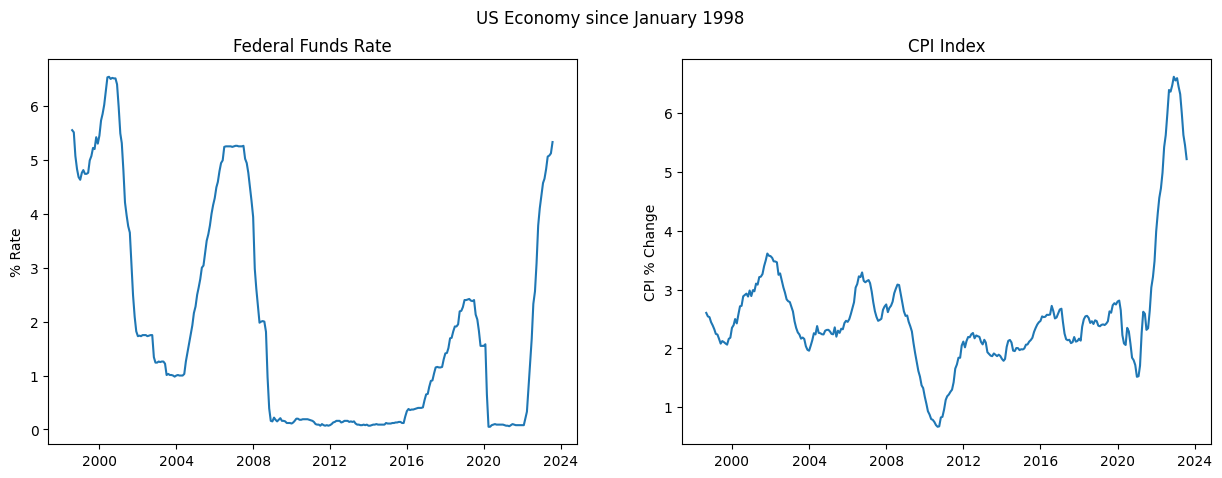 US Economy since January 1998
Federal Funds Rate
% Rate
6
5
4
3
2
1
0
2000 2004 2008 2012 2016 2020 2024
CPI Index
CPI % Change
6
5
4
3
2
1
2000 2004 2008 2012 2016 2020 2024